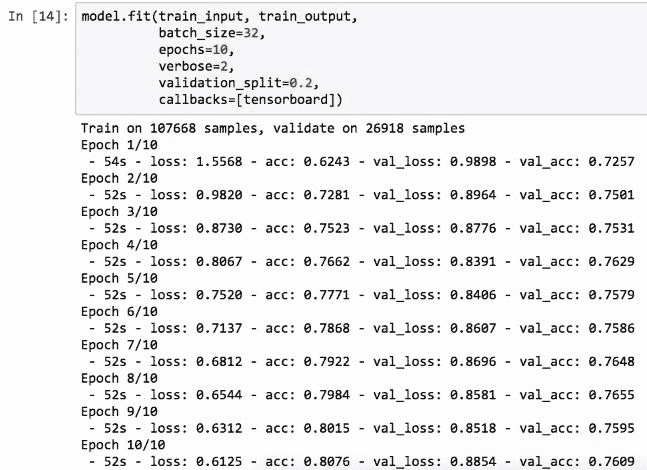 In [14]: model.fit(train_input, train_output,
batch_size=32,
epochs=10,
verbose=2,
validation_split=0.2,
callbacks=[tensorboard])
Train on 107668 samples, validate on 26918 samples
Epoch 1/10
- 54s - loss: 1.5568 - acc: 0.6243 - val_loss: 0.9898 - val_acc: 0.7257
Epoch 2/10
- 52s - loss: 0.9820 - acc: 0.7281 - val_loss: 0.8964 - val_acc: 0.7501
Epoch 3/10
- 52s - loss: 0.8730 - acc: 0.7523 - val_loss: 0.8776 - val_acc: 0.7531
Epoch 4/10
- 52s - loss: 0.8067 - acc: 0.7662 - val_loss: 0.8391 - val_acc: 0.7629
Epoch 5/10
- 52s - loss: 0.7520 - acc: 0.7771 - val_loss: 0.8406 - val_acc: 0.7579
Epoch 6/10
- 52s - loss: 0.7137 - acc: 0.7868 - val_loss: 0.8607 - val_acc: 0.7586
Epoch 7/10
- 52s - loss: 0.6812 - acc: 0.7922 - val_loss: 0.8696 - val_acc: 0.7648
Epoch 8/10
- 52s - loss: 0.6544 - acc: 0.7984 - val_loss: 0.8581 - val_acc: 0.7655
Epoch 9/10
- 52s - loss: 0.6312 - acc: 0.8015 - val_loss: 0.8518 - val_acc: 0.7595
Epoch 10/10
- 52s - loss: 0.6125 - acc: 0.8076 - val_loss: 0.8854 - val_acc: 0.7609